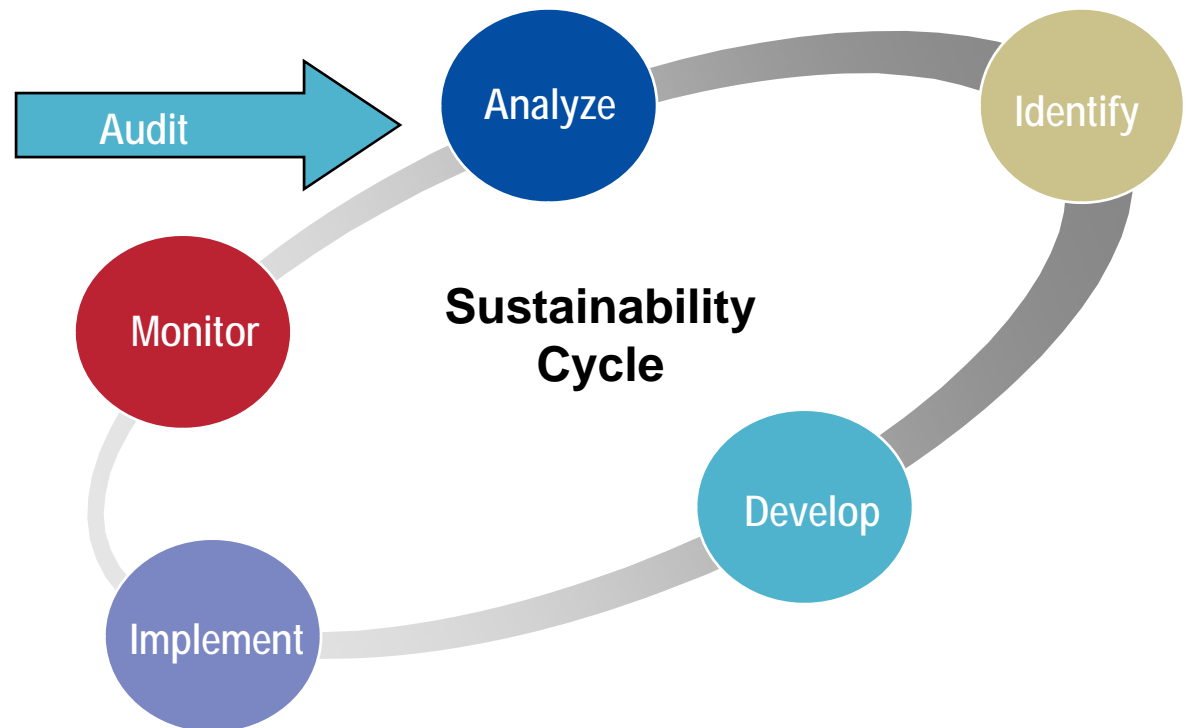 Audit
Analyze
Identify
Monitor
Sustainability
Cycle
Develop
Implement